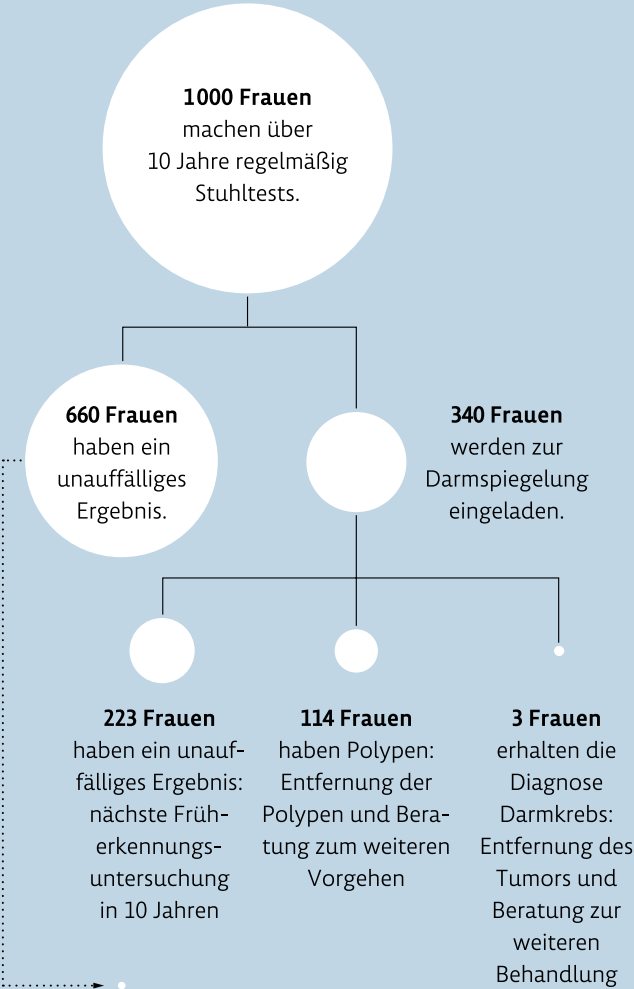 1000 Frauen
machen über
10 Jahre regelmäßig
Stuhltests.
660 Frauen
haben ein
unauffälliges
Ergebnis.
340 Frauen
werden zur
Darmspiegelung
eingeladen.
223 Frauen
haben ein unauf-
fälliges Ergebnis:
nächste Früh-
erkennungs-
untersuchung
in 10 Jahren
114 Frauen
haben Polypen:
Entfernung der
Polypen und Bera-
tung zum weiteren
Vorgehen
3 Frauen
erhalten die
Diagnose
Darmkrebs:
Entfernung des
Tumors und
Beratung zur
weiteren
Behandlung